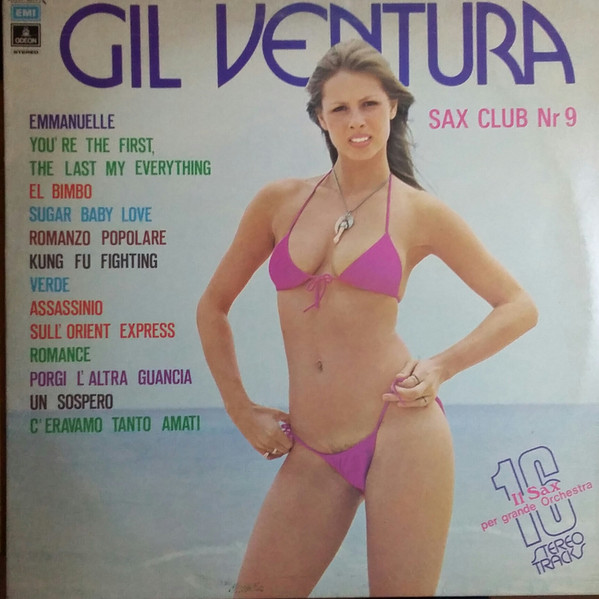 EMI
ODEON
STEREO
GIL VENTURA
SAX CLUB Nr 9
EMMANUELLE
YOU'RE THE FIRST,
THE LAST MY EVERYTHING
EL BIMBO
SUGAR BABY LOVE
ROMANZO POPOLARE
KUNG FU FIGHTING
VERDE
ASSASSINIO
SULL' ORIENT EXPRESS
ROMANCE
PORGI L'ALTRA GUANCIA
UN SOSPERO
C'ERAVAMO TANTO AMATI
16
Il Sax
per grande Orchestra
STEREO
TRACKS